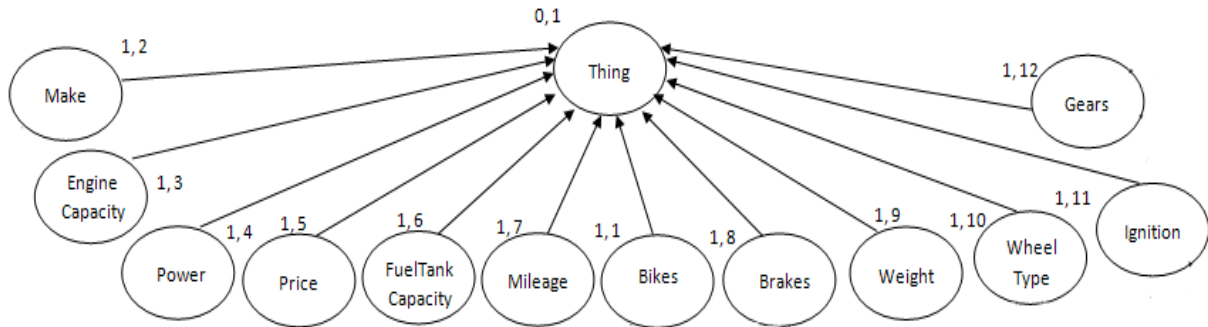 0, 1
Thing
1, 2
Make
1, 12
Gears
Engine
Capacity
1, 3
1, 4
Power
1, 5
Price
1, 6
FuelTank
Capacity
1, 7
Mileage
1, 1
Bikes
1, 8
Brakes
1, 9
Weight
1, 10
Wheel
Type
1, 11
Ignition